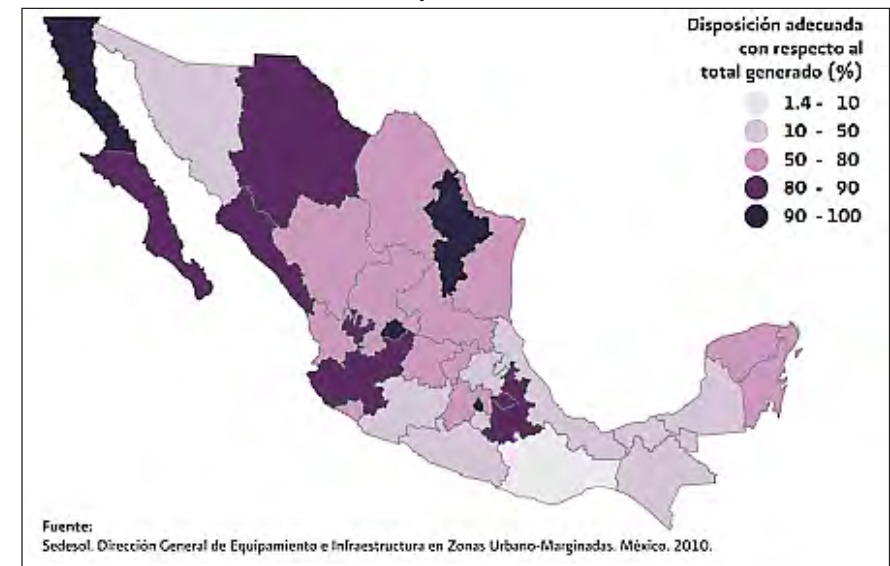 Disposición adecuada
con respecto al
total generado (%)
1.4 - 10
10 - 50
50 - 80
80 - 90
90 - 100
Fuente:
Sedesol. Dirección General de Equipamiento e Infraestructura en Zonas Urbano-Marginadas. México. 2010.